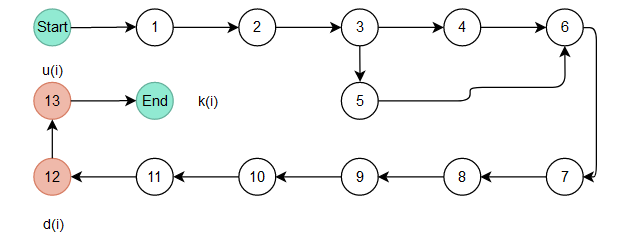 Start 1 2 3 4 6
u(i)
13 End k(i) 5
12 11 10 9 8 7
d(i)